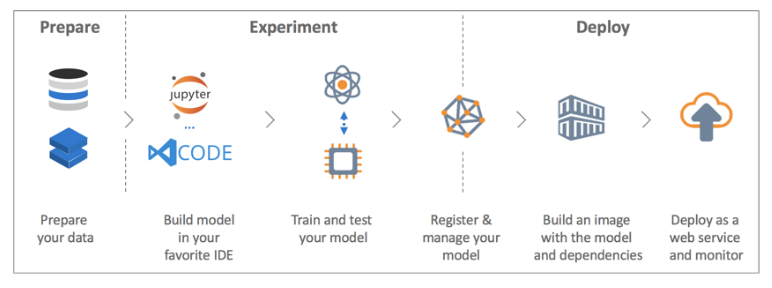 Prepare
Experiment
Deploy
jupyter
...
CODE
Prepare
your data
Build model
in your
favorite IDE
Train and test
your model
Register &
manage your
model
Build an image
with the model
and dependencies
Deploy as a
web service
and monitor